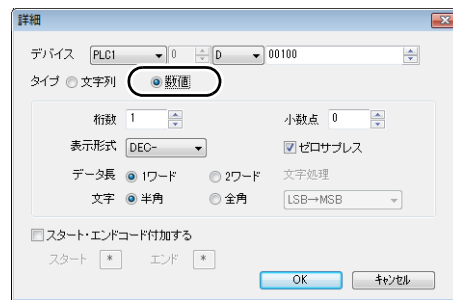 詳細
デバイス PLC1 0 D 00100
タイプ 文字列 数値
桁数 1 小数点 0
表示形式 DEC- ゼロサプレス
データ長 1ワード 2ワード 文字処理
文字 半角 全角 LSB→MSB
スタート・エンドコード付加する
スタート * エンド *
OK キャンセル